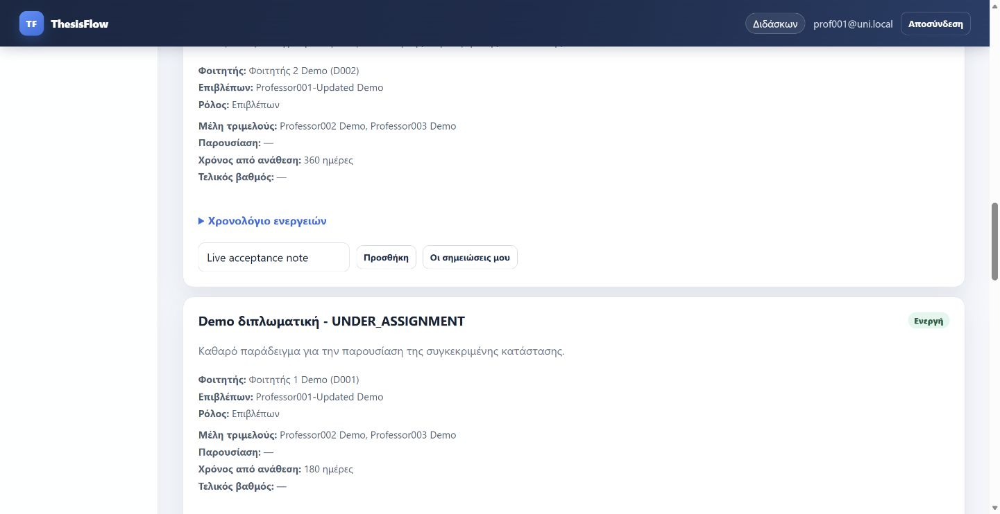 TF
ThesisFlow
Διδάσκων
prof001@uni.local
Αποσύνδεση
Φοιτητής: Φοιτητής 2 Demo (D002)
Επιβλέπων: Professor001-Updated Demo
Ρόλος: Επιβλέπων
Μέλη τριμελούς: Professor002 Demo, Professor003 Demo
Παρουσίαση: —
Χρόνος από ανάθεση: 360 ημέρες
Τελικός βαθμός: —
Χρονολόγιο ενεργειών
Live acceptance note
Προσθήκη
Οι σημειώσεις μου
Demo διπλωματική - UNDER_ASSIGNMENT
Ενεργή
Καθαρό παράδειγμα για την παρουσίαση της συγκεκριμένης κατάστασης.
Φοιτητής: Φοιτητής 1 Demo (D001)
Επιβλέπων: Professor001-Updated Demo
Ρόλος: Επιβλέπων
Μέλη τριμελούς: Professor002 Demo, Professor003 Demo
Παρουσίαση: —
Χρόνος από ανάθεση: 180 ημέρες
Τελικός βαθμός: —